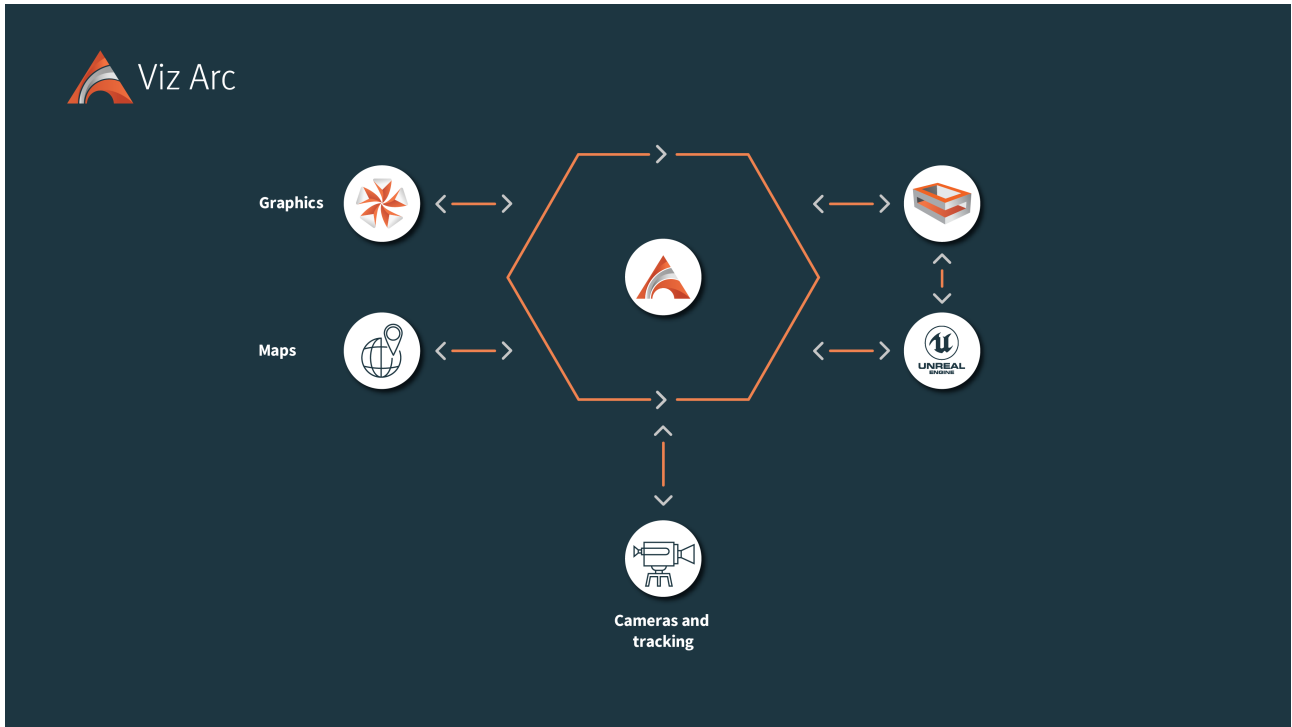 Viz Arc
Graphics
Maps
UNREAL
ENGINE
Cameras and
tracking